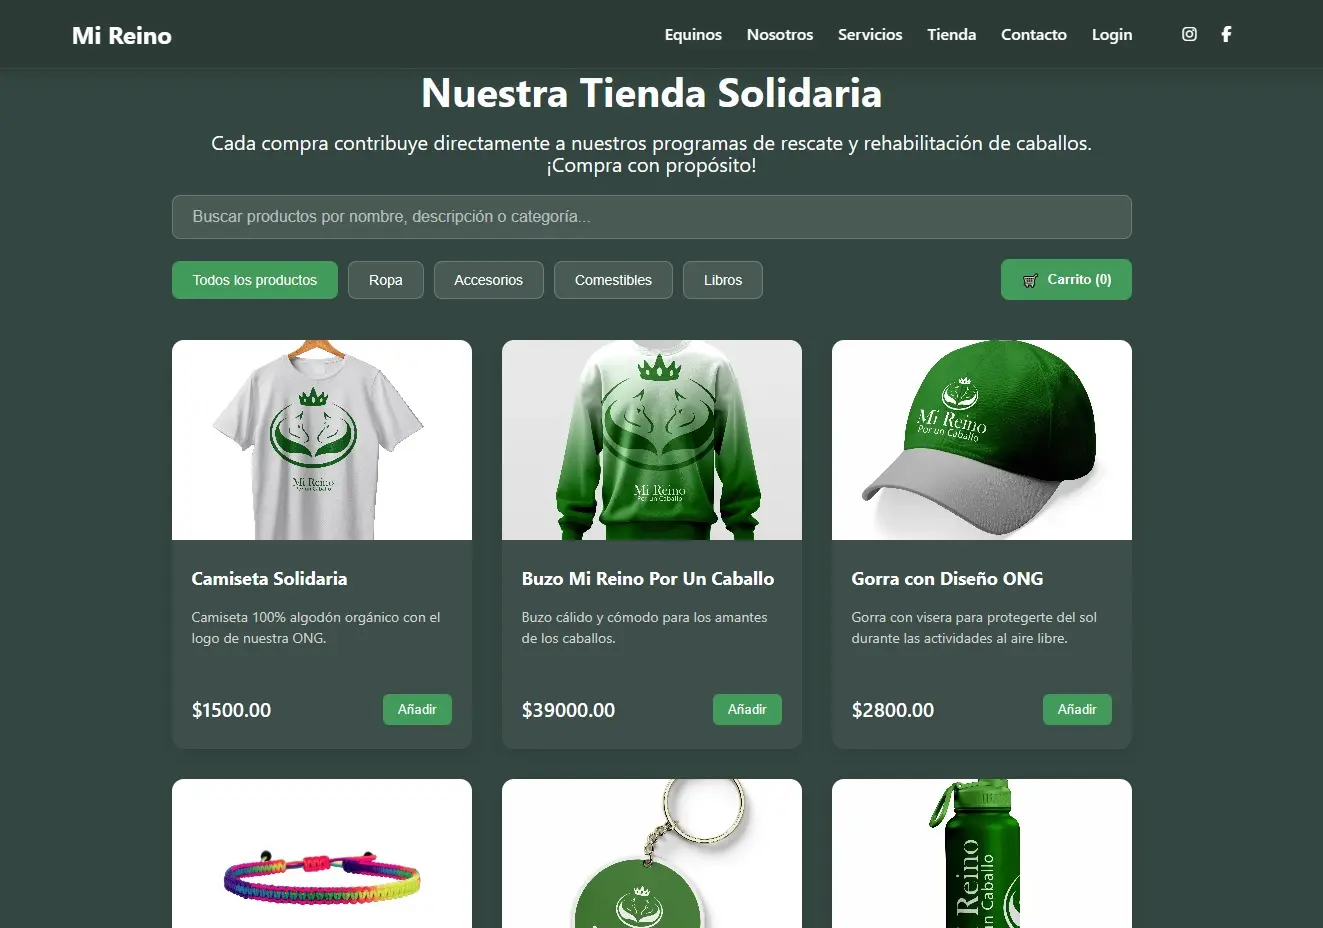 Mi Reino
Equinos
Nosotros
Servicios
Tienda
Contacto
Login
Nuestra Tienda Solidaria
Cada compra contribuye directamente a nuestros programas de rescate y rehabilitación de caballos.
¡Compra con propósito!
Buscar productos por nombre, descripción o categoría...
Todos los productos
Ropa
Accesorios
Comestibles
Libros
Carrito (0)
Mi Reino
Por un Caballo
Mi Reino
Por un Caballo
Mi Reino
Por un Caballo
Camiseta Solidaria
Camiseta 100% algodón orgánico con el
logo de nuestra ONG.
$1500.00
Añadir
Buzo Mi Reino Por Un Caballo
Buzo cálido y cómodo para los amantes
de los caballos.
$39000.00
Añadir
Gorra con Diseño ONG
Gorra con visera para protegerte del sol
durante las actividades al aire libre.
$2800.00
Añadir
Reino
un Caballo